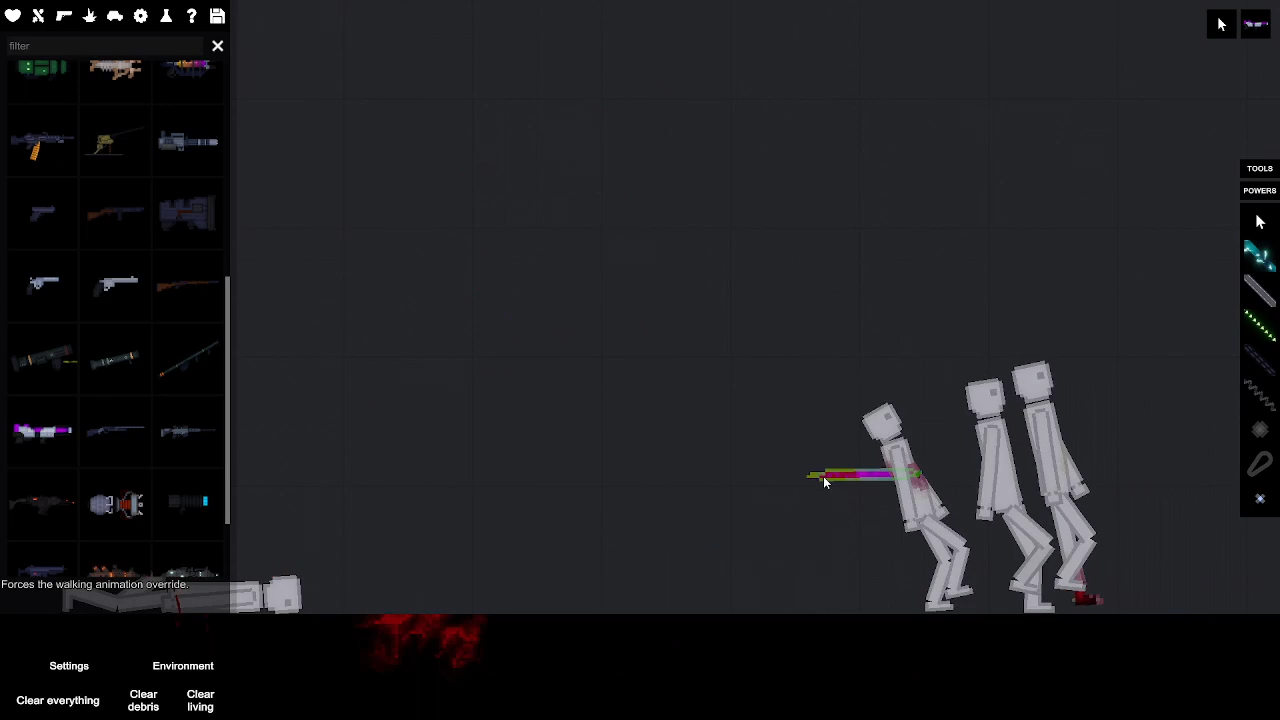 ?
filter
TOOLS
POWERS
Forces the walking animation override.
Settings
Environment
Clear everything
Clear
debris
Clear
living